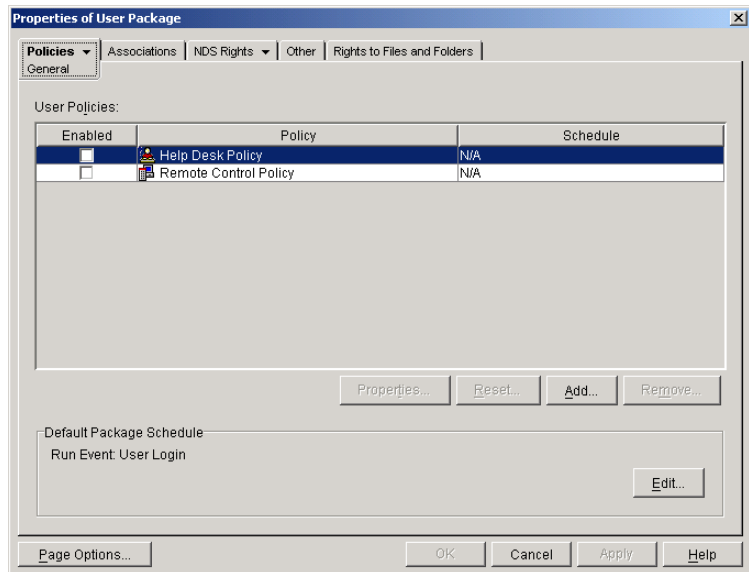 Properties of User Package
Policies Associations NDS Rights Other Rights to Files and Folders
General
User Policies:
Enabled Policy Schedule
Help Desk Policy N/A
Remote Control Policy N/A
Properties... Reset... Add... Remove...
Default Package Schedule
Run Event: User Login
Edit...
Page Options... OK Cancel Apply Help